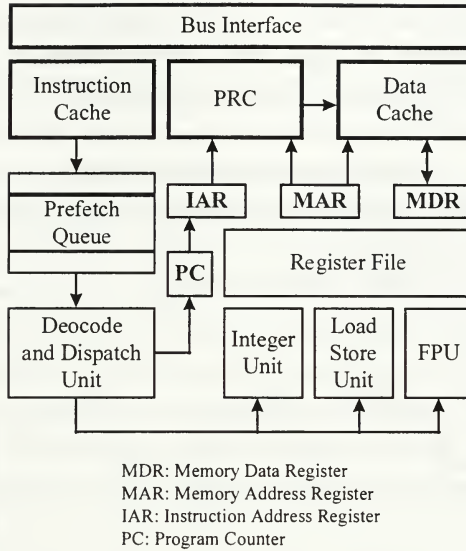 Bus Interface
Instruction
Cache
PRC
Data
Cache
IAR
MAR
MDR
Prefetch
Queue
PC
Register File
Deocode
and Dispatch
Unit
Integer
Unit
Load
Store
Unit
FPU
MDR: Memory Data Register
MAR: Memory Address Register
IAR: Instruction Address Register
PC: Program Counter